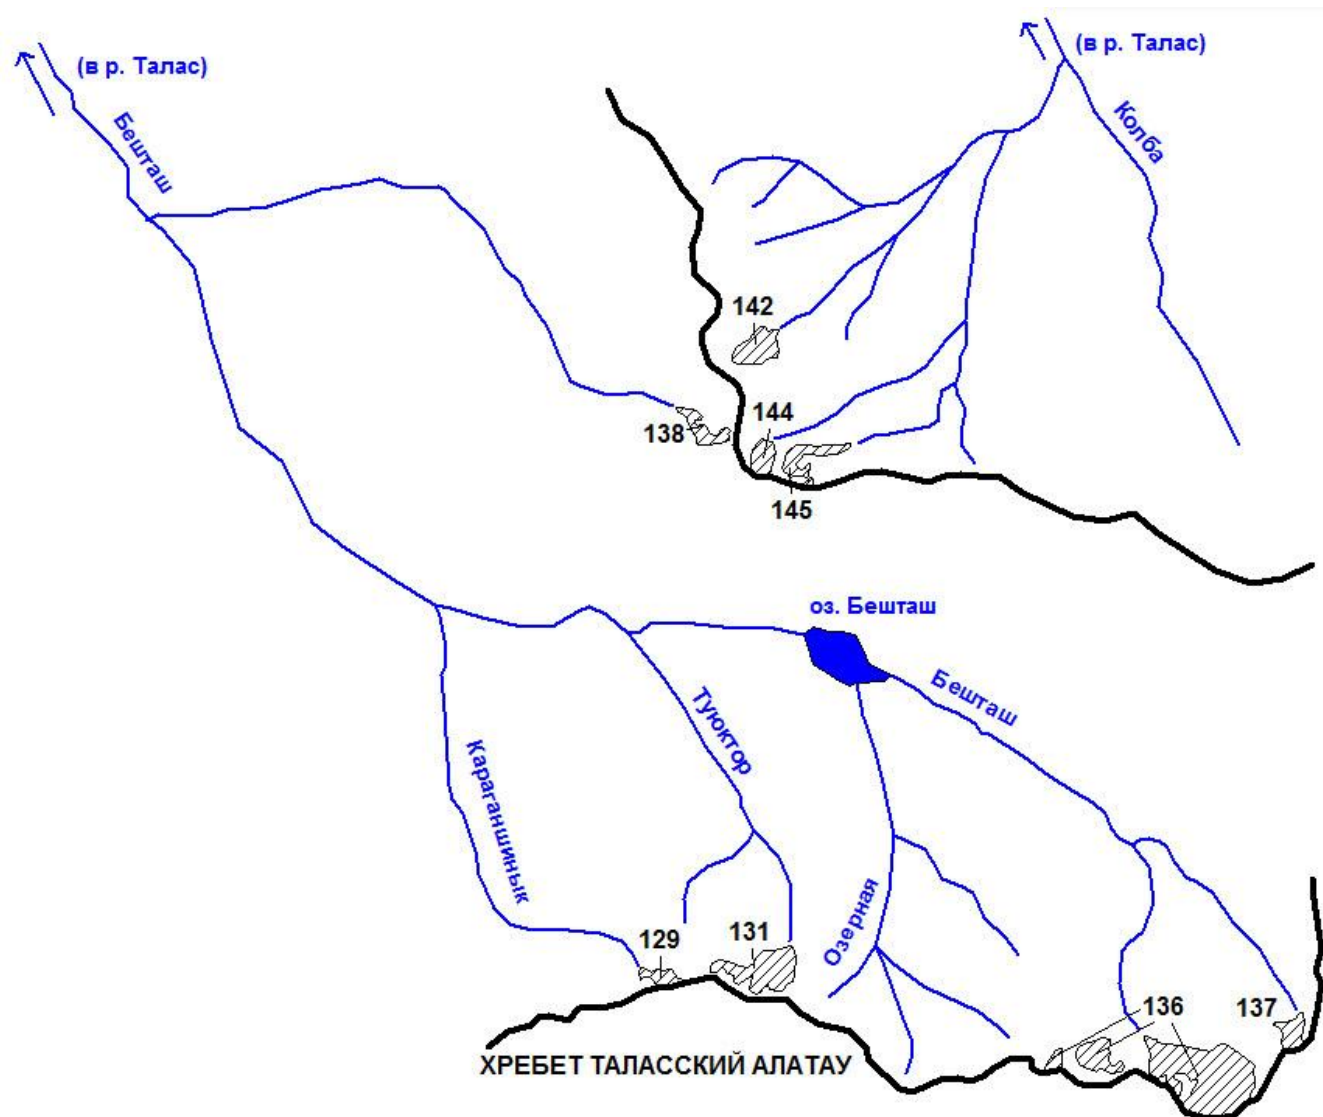 (в р. Талас)
(в р. Талас)
Бешташ
Колба
142
144
138
145
оз. Бешташ
Бешташ
Туюктор
Караганшинык
Озерная
129
131
136
137
ХРЕБЕТ ТАЛАССКИЙ АЛАТАУ